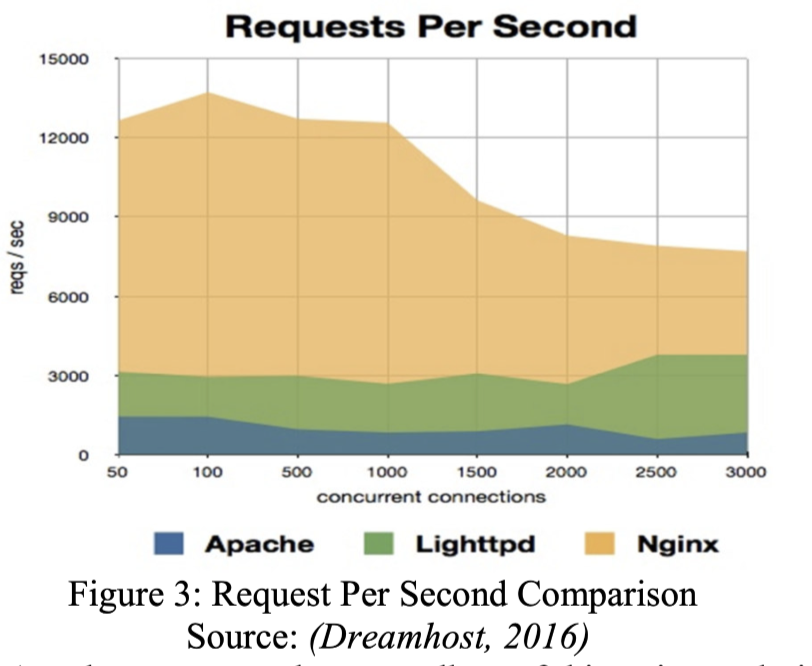 Requests Per Second
15000
12000
9000
6000
3000
0
reqs / sec
50 100 500 1000 1500 2000 2500 3000
concurrent connections
Apache Lighttpd Nginx
Figure 3: Request Per Second Comparison
Source: (Dreamhost, 2016)